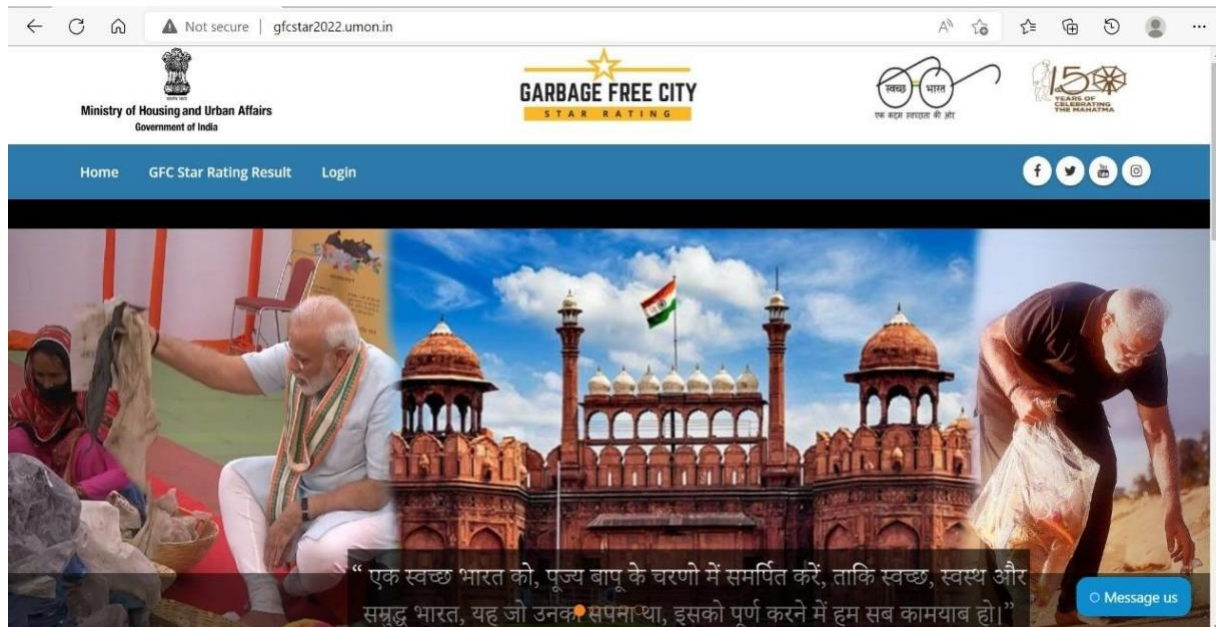 Not secure | gfcstar2022.umon.in
Ministry of Housing and Urban Affairs
Government of India
GARBAGE FREE CITY
STAR RATING
स्वच्छ भारत
एक कदम स्वच्छता की ओर
150
YEARS OF
CELEBRATING
THE MAHATMA
Home GFC Star Rating Result Login
“ एक स्वच्छ भारत को, पूज्य बापू के चरणो में समर्पित करें, ताकि स्वच्छ, स्वस्थ और
सम्रुद्ध भारत, यह जो उनका सपना था, इसको पूर्ण करने में हम सब कामयाब हो।”
Message us